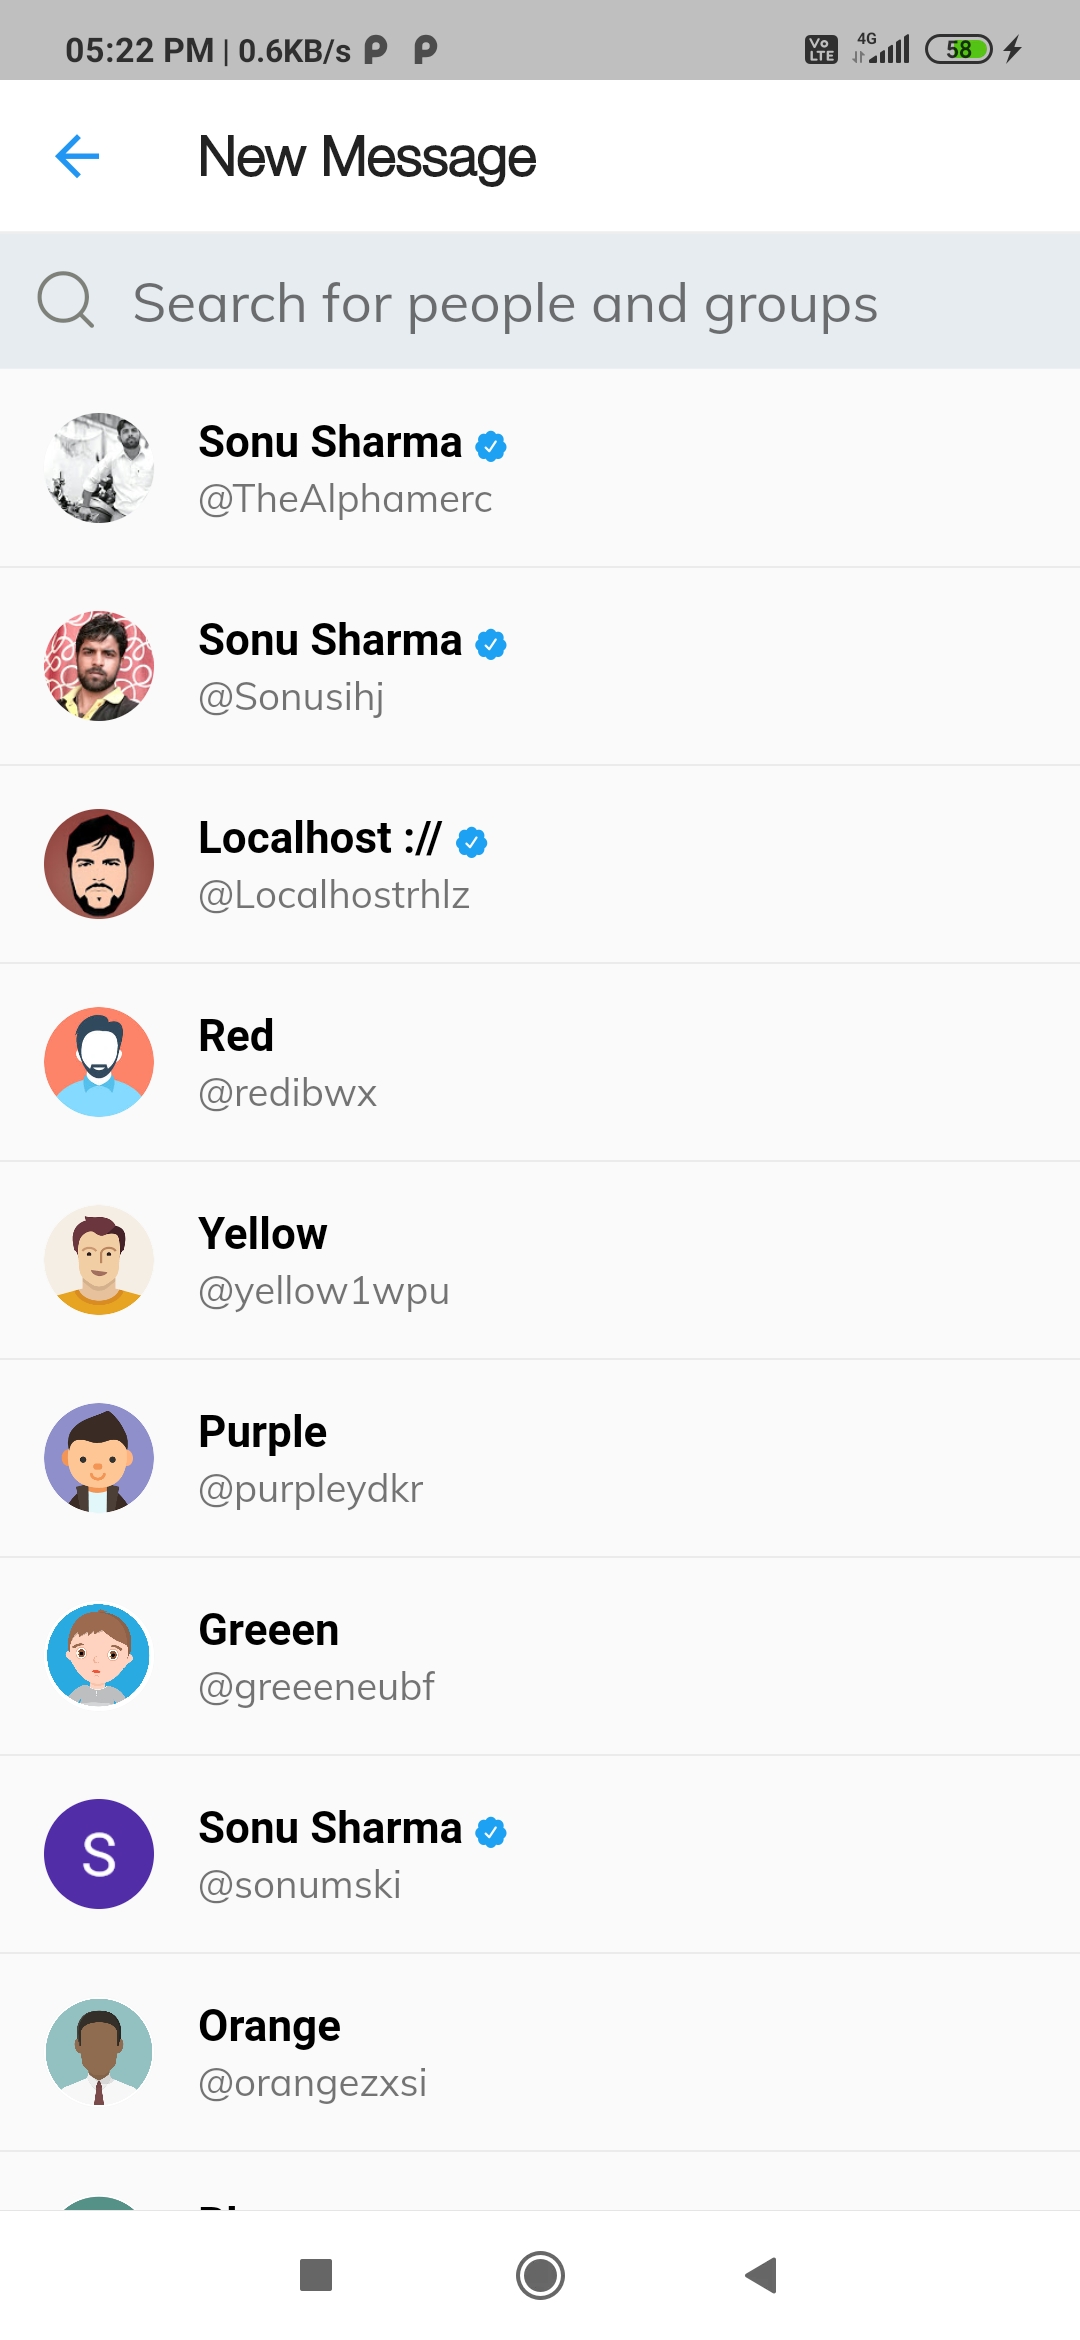 05:22 PM | 0.6KB/s
Vo LTE 4G 58
New Message
Search for people and groups
Sonu Sharma
@TheAlphamerc
Sonu Sharma
@Sonusihj
Localhost ://
@Localhostrhlz
Red
@redibwx
Yellow
@yellow1wpu
Purple
@purpleydkr
Greeen
@greeeneubf
S
Sonu Sharma
@sonumski
Orange
@orangezxsi